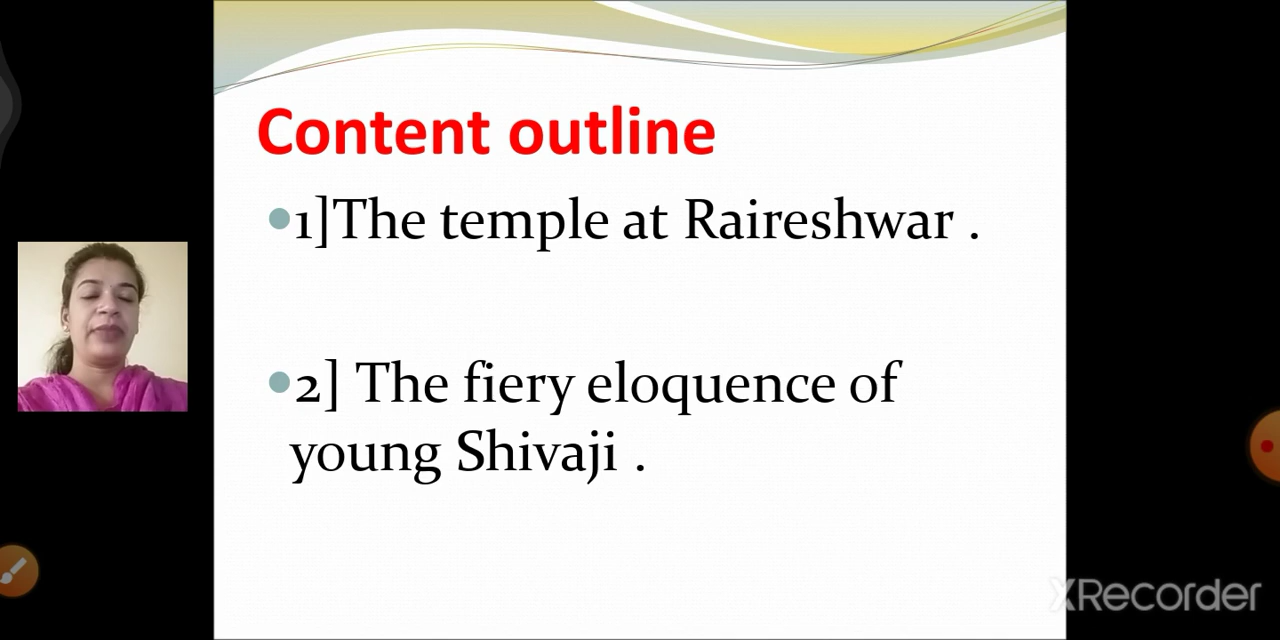 Content outline
•1]The temple at Raireshwar .
•2] The fiery eloquence of
young Shivaji .
XRecorder